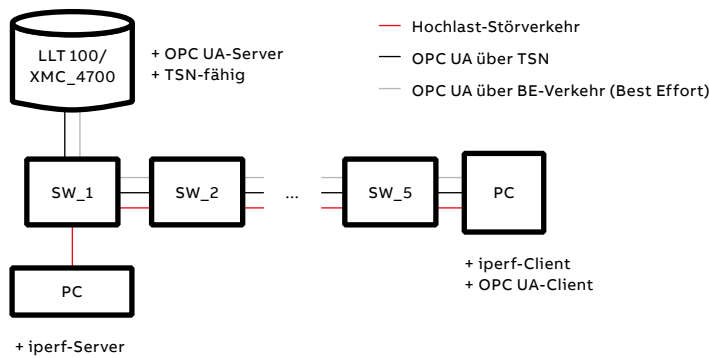 LLT 100/
XMC_4700
+ OPC UA-Server
+ TSN-fähig
Hochlast-Störverkehr
OPC UA über TSN
OPC UA über BE-Verkehr (Best Effort)
SW_1
SW_2
...
SW_5
PC
+ iperf-Client
+ OPC UA-Client
PC
+ iperf-Server